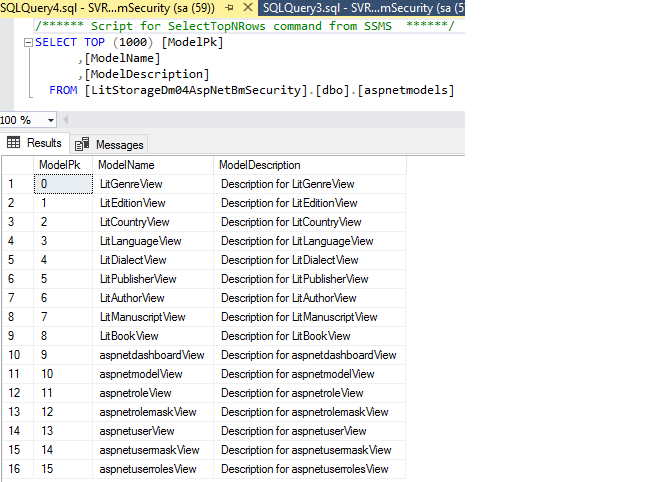 SQLQuery4.sql - SVR...mSecurity (sa (59)) SQLQuery3.sql - SVR...mSecurity (sa (5
/****** Script for SelectTopNRows command from SSMS ******/
SELECT TOP (1000) [ModelPk]
,[ModelName]
,[ModelDescription]
FROM [LitStorageDm04AspNetBmSecurity].[dbo].[aspnetmodels]
100 %
Results Messages
ModelPk ModelName ModelDescription
1 0 LitGenreView Description for LitGenreView
2 1 LitEditionView Description for LitEditionView
3 2 LitCountryView Description for LitCountryView
4 3 LitLanguageView Description for LitLanguageView
5 4 LitDialectView Description for LitDialectView
6 5 LitPublisherView Description for LitPublisherView
7 6 LitAuthorView Description for LitAuthorView
8 7 LitManuscriptView Description for LitManuscriptView
9 8 LitBookView Description for LitBookView
10 9 aspnetdashboardView Description for aspnetdashboardView
11 10 aspnetmodelView Description for aspnetmodelView
12 11 aspnetroleView Description for aspnetroleView
13 12 aspnetrolemaskView Description for aspnetrolemaskView
14 13 aspnetuserView Description for aspnetuserView
15 14 aspnetusermaskView Description for aspnetusermaskView
16 15 aspnetuserrolesView Description for aspnetuserrolesView